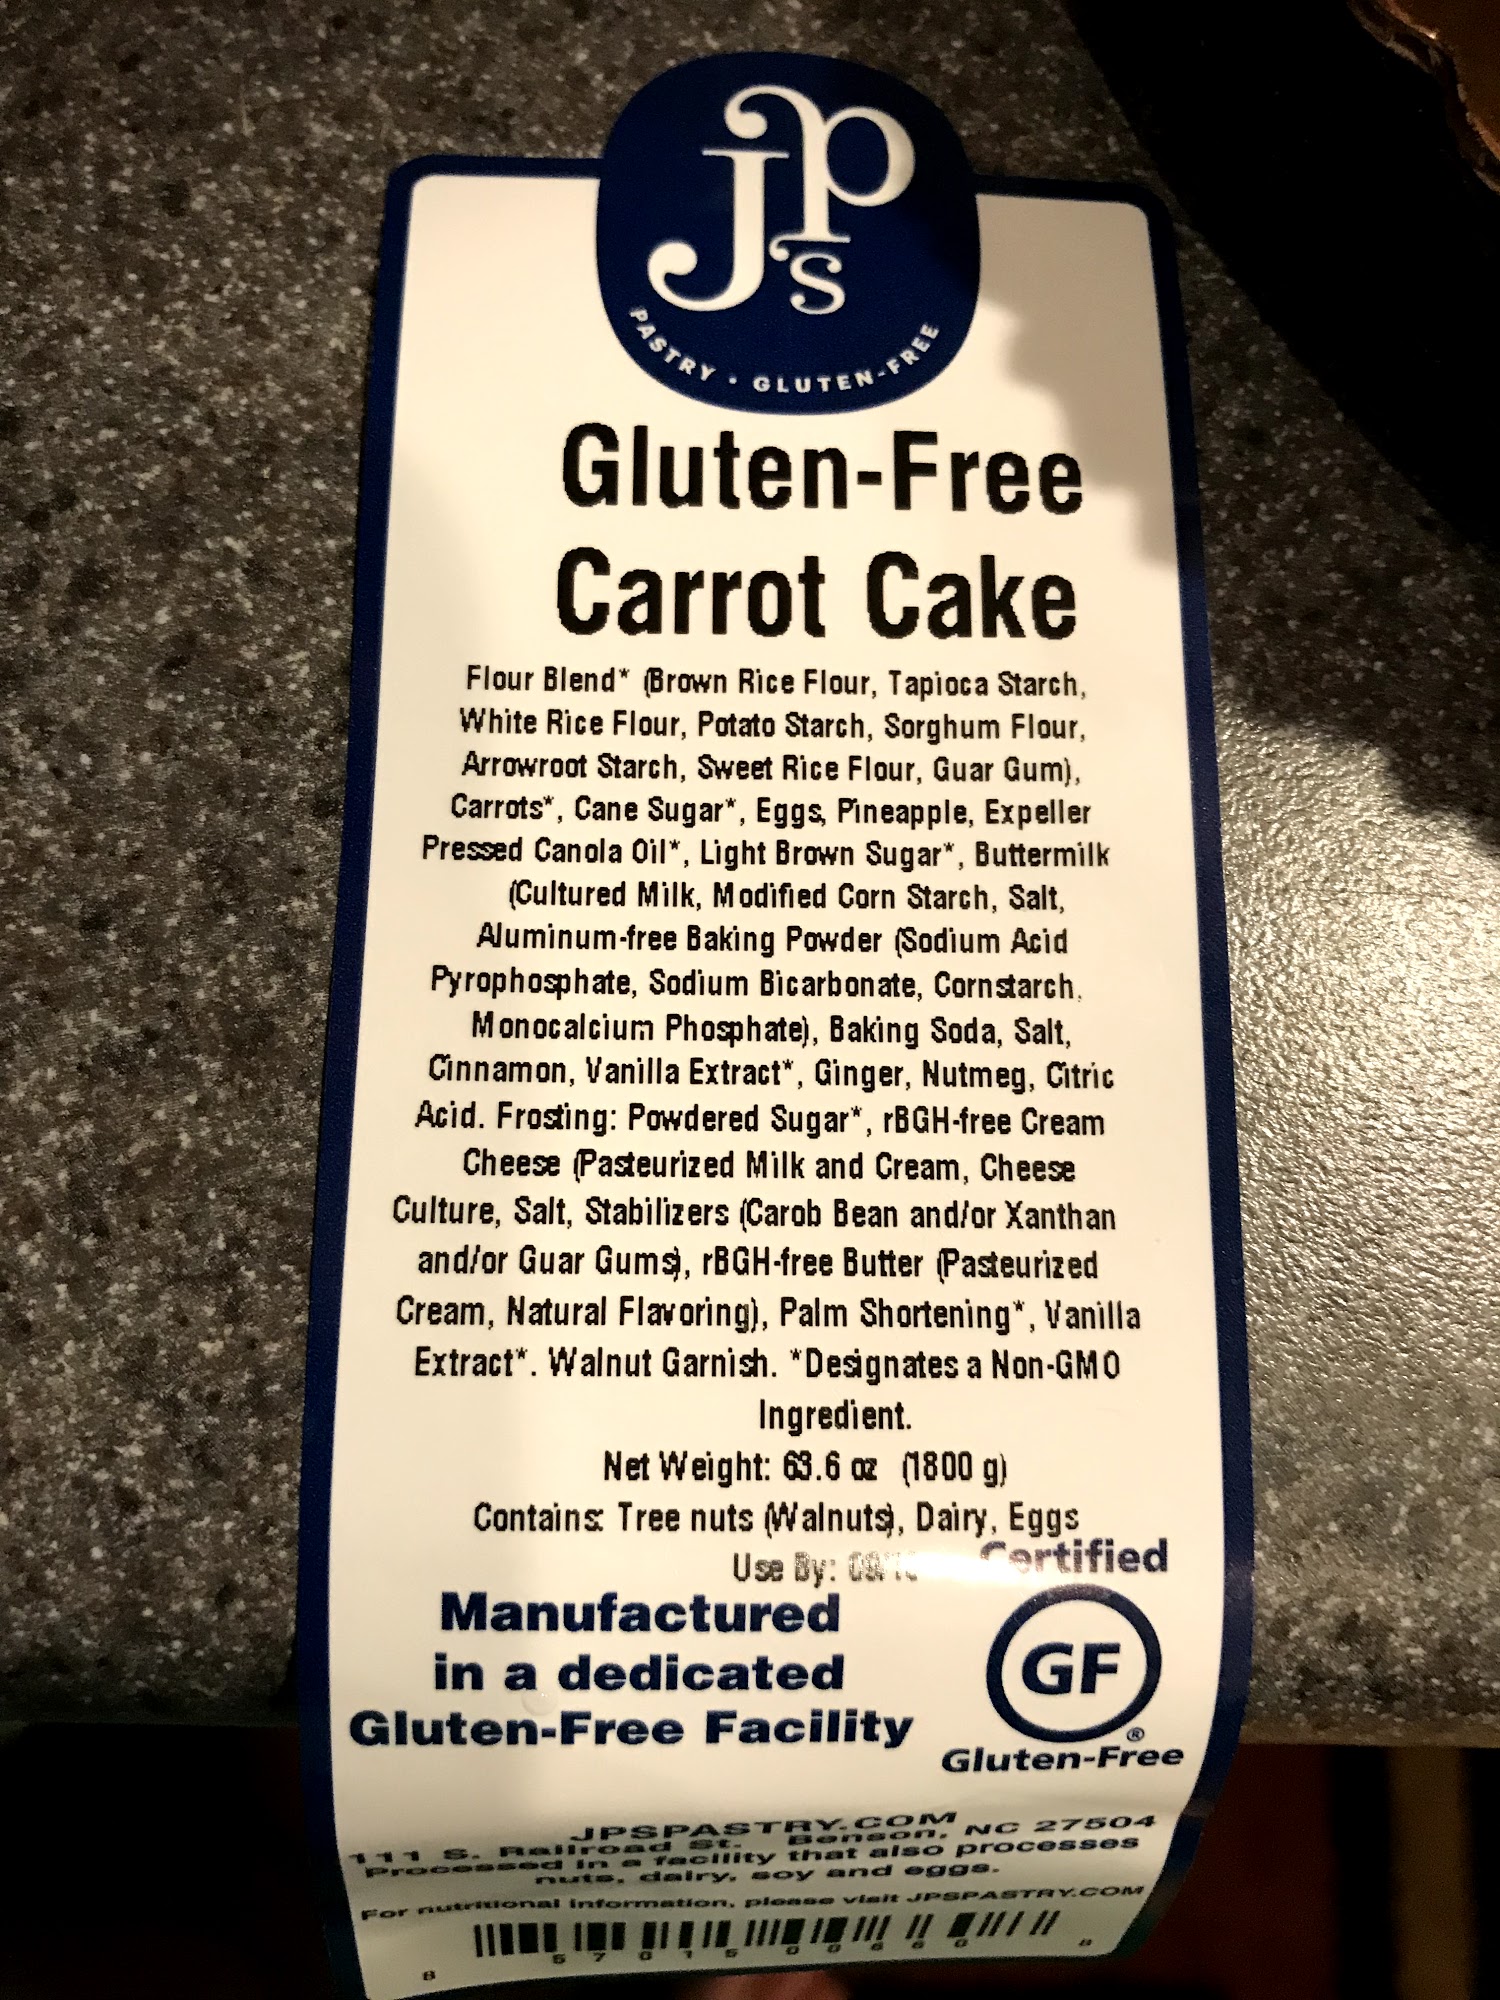 JPs
PASTRY · GLUTEN-FREE
Gluten-Free
Carrot Cake
Flour Blend* (Brown Rice Flour, Tapioca Starch,
White Rice Flour, Potato Starch, Sorghum Flour,
Arrowroot Starch, Sweet Rice Flour, Guar Gum),
Carrots*, Cane Sugar*, Eggs, Pineapple, Expeller
Pressed Canola Oil*, Light Brown Sugar*, Buttermilk
(Cultured Milk, Modified Corn Starch, Salt,
Aluminum-free Baking Powder (Sodium Acid
Pyrophosphate, Sodium Bicarbonate, Cornstarch,
Monocalcium Phosphate), Baking Soda, Salt,
Cinnamon, Vanilla Extract*, Ginger, Nutmeg, Citric
Acid. Frosting: Powdered Sugar*, rBGH-free Cream
Cheese (Pasteurized Milk and Cream, Cheese
Culture, Salt, Stabilizers (Carob Bean and/or Xanthan
and/or Guar Gums), rBGH-free Butter (Pasteurized
Cream, Natural Flavoring), Palm Shortening*, Vanilla
Extract*. Walnut Garnish. *Designates a Non-GMO
Ingredient.
Net Weight: 63.6 oz (1800 g)
Contains: Tree nuts (Walnuts), Dairy, Eggs
Use By:
Certified
GF
®
Gluten-Free
Manufactured
in a dedicated
Gluten-Free Facility
JPSPASTRY.COM
111 S. Railroad St. Benson, NC 27504
Processed in a facility that also processes
nuts, dairy, soy and eggs.
For nutritional information, please visit JPSPASTRY.COM